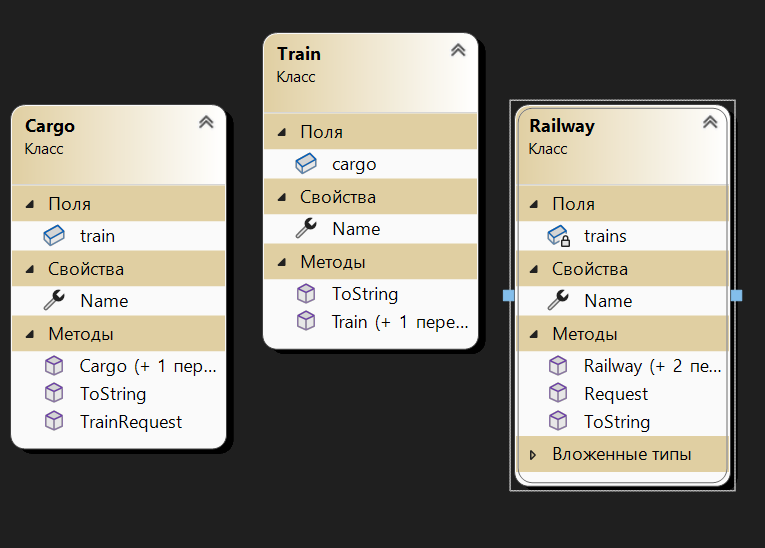 Cargo
Класс
Поля
train
Свойства
Name
Методы
Cargo (+ 1 пер...
ToString
TrainRequest
Train
Класс
Поля
cargo
Свойства
Name
Методы
ToString
Train (+ 1 пере...
Railway
Класс
Поля
trains
Свойства
Name
Методы
Railway (+ 2 пе...
Request
ToString
Вложенные типы